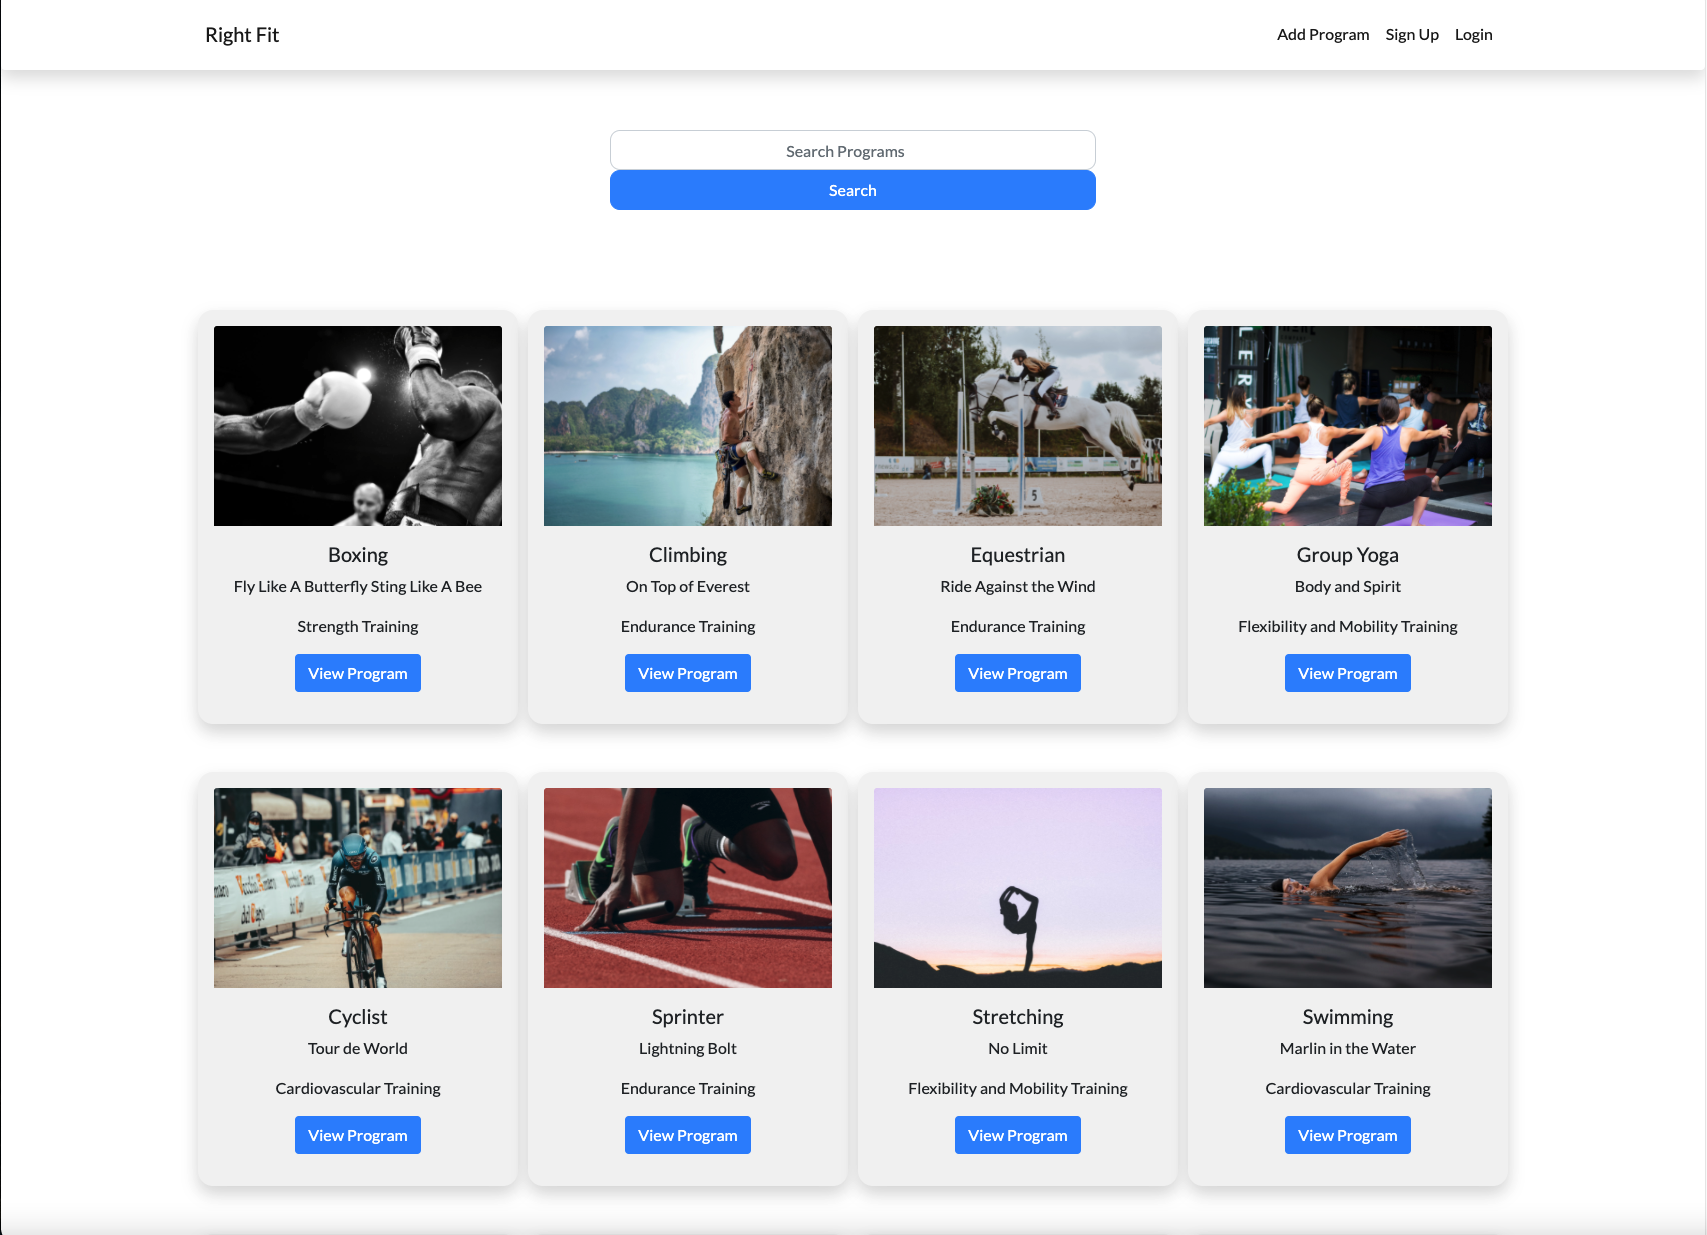 Right Fit
Add Program Sign Up Login
Search Programs
Search
LERY
5
Boxing
Fly Like A Butterfly Sting Like A Bee
Strength Training
View Program
Climbing
On Top of Everest
Endurance Training
View Program
Equestrian
Ride Against the Wind
Endurance Training
View Program
Group Yoga
Body and Spirit
Flexibility and Mobility Training
View Program
Cyclist
Tour de World
Cardiovascular Training
View Program
Sprinter
Lightning Bolt
Endurance Training
View Program
Stretching
No Limit
Flexibility and Mobility Training
View Program
Swimming
Marlin in the Water
Cardiovascular Training
View Program